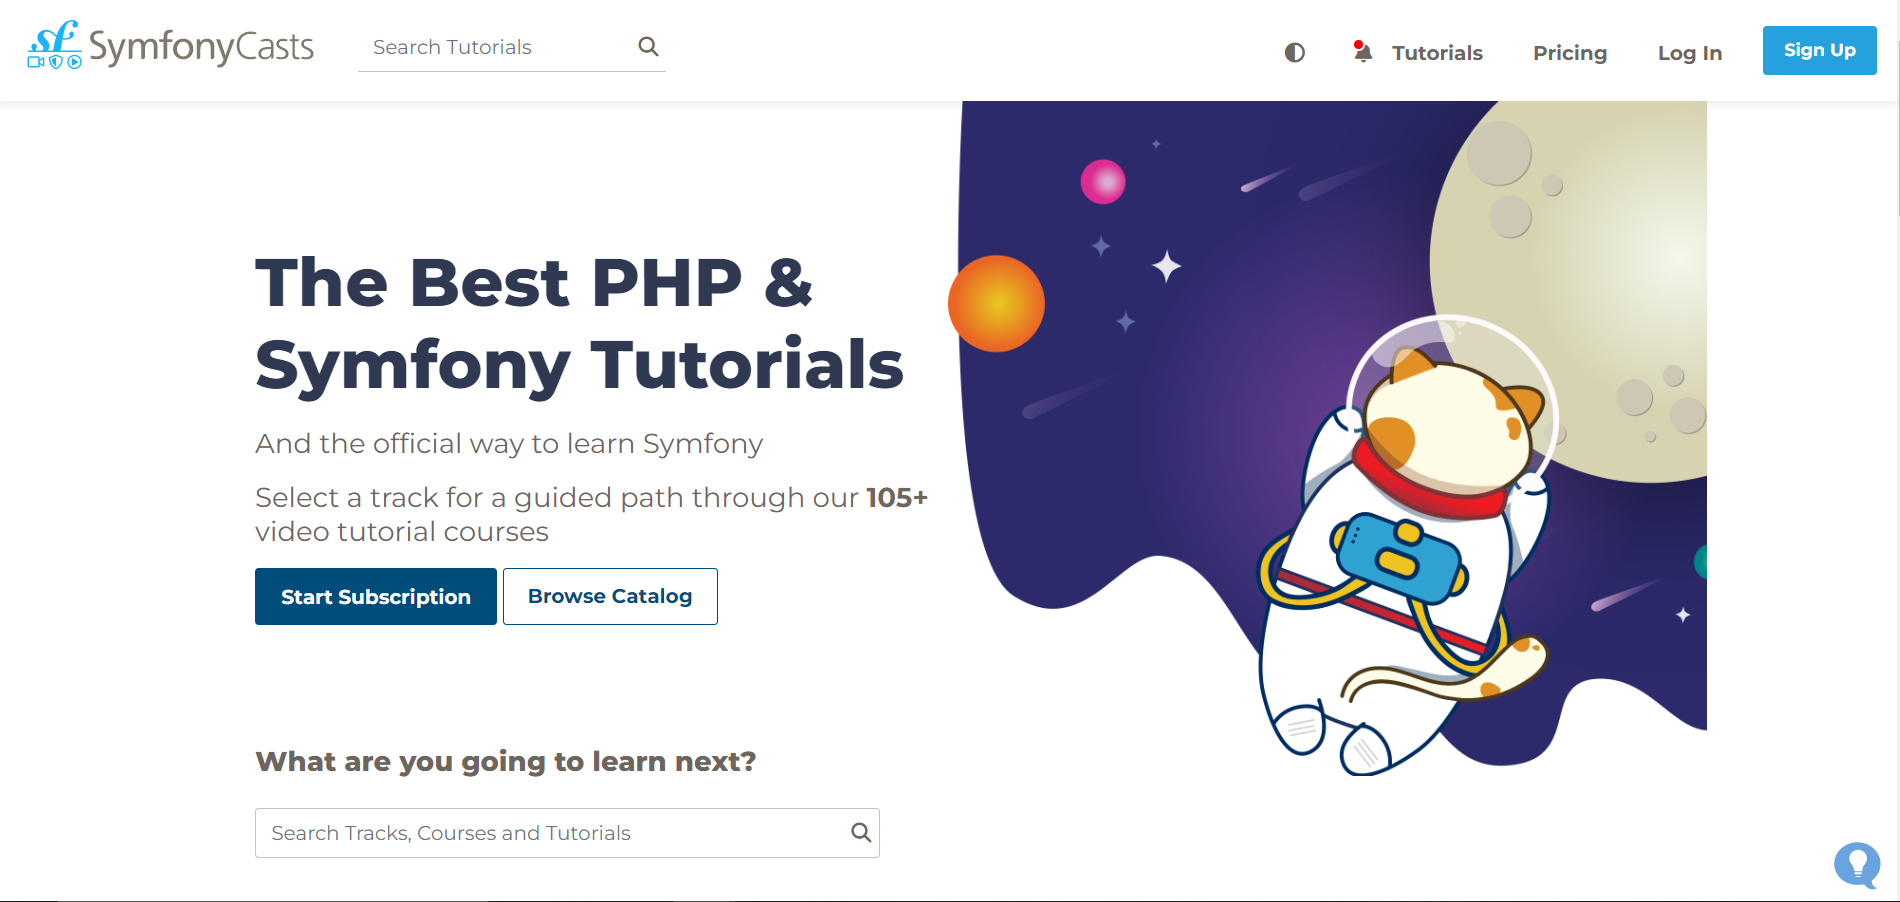 sf SymfonyCasts
Search Tutorials
Tutorials
Pricing
Log In
Sign Up
The Best PHP &
Symfony Tutorials
And the official way to learn Symfony
Select a track for a guided path through our 105+
video tutorial courses
Start Subscription
Browse Catalog
What are you going to learn next?
Search Tracks, Courses and Tutorials